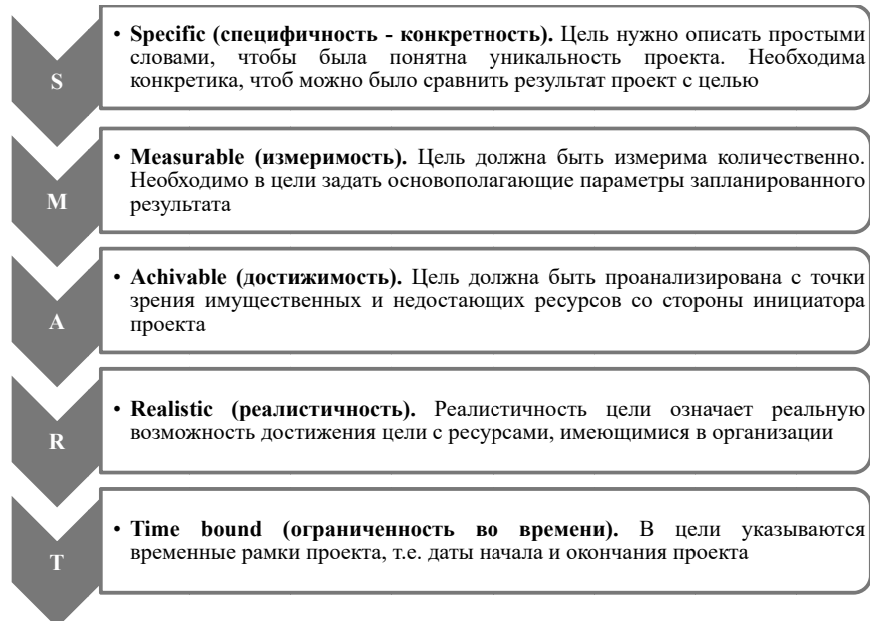 S
• Specific (специфичность - конкретность). Цель нужно описать простыми
словами, чтобы была понятна уникальность проекта. Необходима
конкретика, чтоб можно было сравнить результат проект с целью
M
• Measurable (измеримость). Цель должна быть измерима количественно.
Необходимо в цели задать основополагающие параметры запланированного
результата
A
• Achivable (достижимость). Цель должна быть проанализирована с точки
зрения имущественных и недостающих ресурсов со стороны инициатора
проекта
R
• Realistic (реалистичность). Реалистичность цели означает реальную
возможность достижения цели с ресурсами, имеющимися в организации
T
• Time bound (ограниченность во времени). В цели указываются
временные рамки проекта, т.е. даты начала и окончания проекта